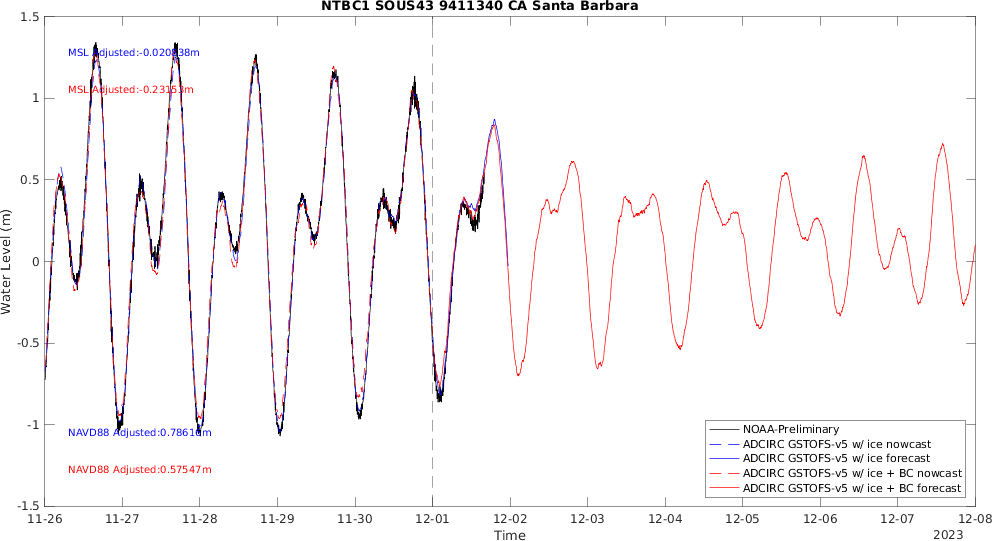 NTBC1 SOUS43 9411340 CA Santa Barbara
1.5
1
0.5
0
-0.5
-1
-1.5
Water Level (m)
MSL Adjusted:-0.020838m
MSL Adjusted:-0.23153m
NAVD88 Adjusted:0.78616m
NAVD88 Adjusted:0.57547m
NOAA-Preliminary
ADCIRC GSTOFS-v5 w/ ice nowcast
ADCIRC GSTOFS-v5 w/ ice forecast
ADCIRC GSTOFS-v5 w/ ice + BC nowcast
ADCIRC GSTOFS-v5 w/ ice + BC forecast
11-26 11-27 11-28 11-29 11-30 12-01 12-02 12-03 12-04 12-05 12-06 12-07 12-08
Time
2023